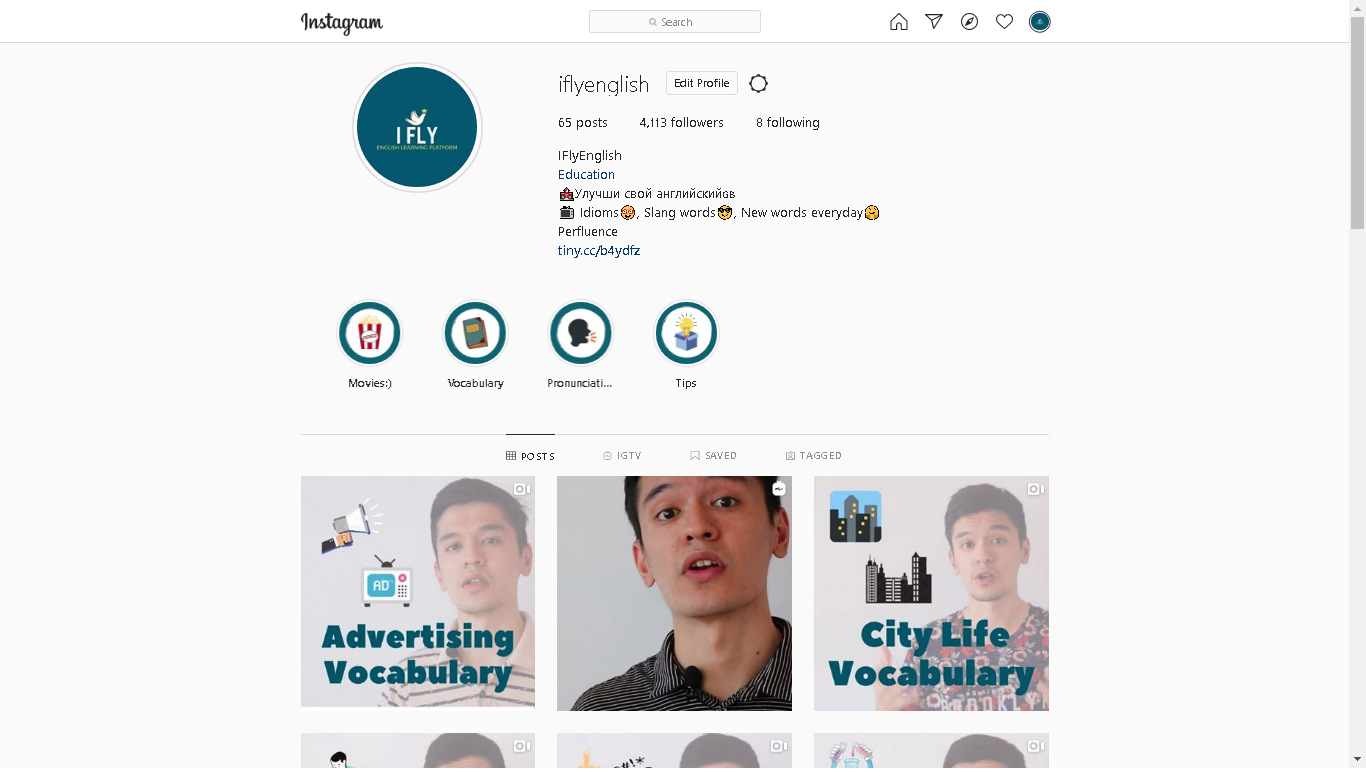 Instagram
Search
iflyenglish Edit Profile
65 posts 4,113 followers 8 following
I FLY
ENGLISH LEARNING PLATFORM
IFlyEnglish
Education
Улучши свой английскийɢʙ
Idioms, Slang words, New words everyday
Perfluence
tiny.cc/b4ydfz
Movies:) Vocabulary Pronunciati... Tips
POSTS IGTV SAVED TAGGED
AD
Advertising
Vocabulary
City Life
Vocabulary
BROOKLYN
#!*